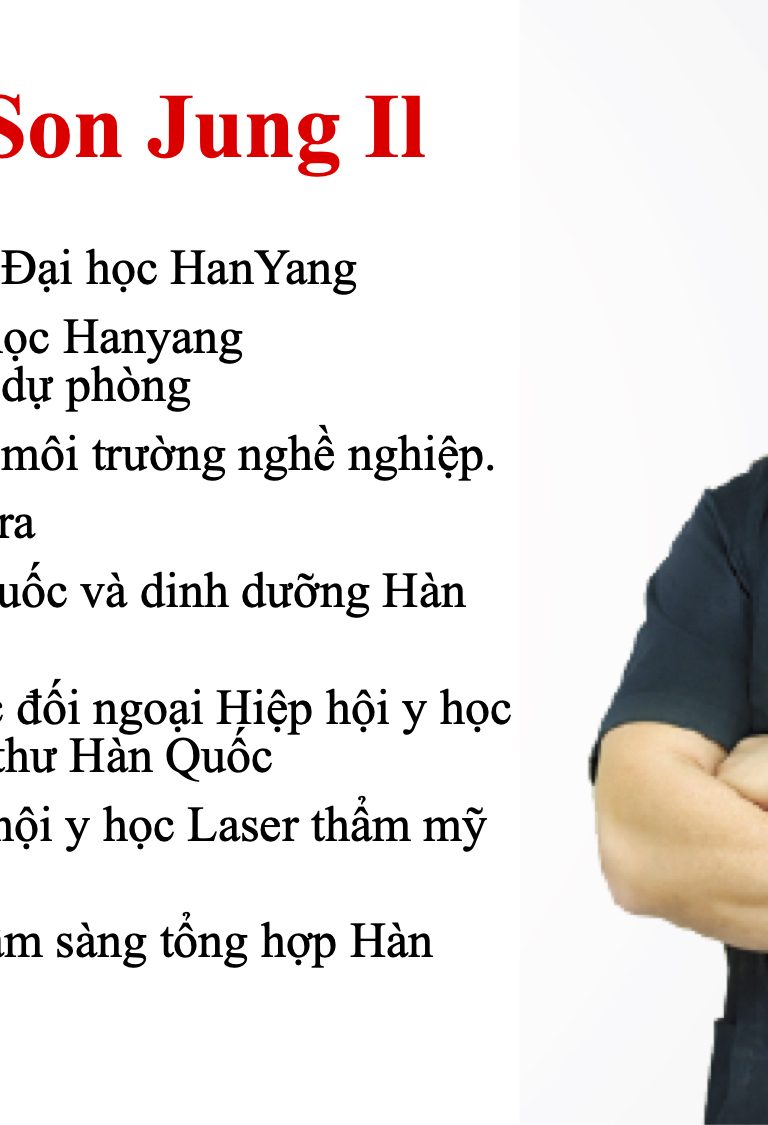 Son Jung Il
Đại học HanYang
học Hanyang
dự phòng
môi trường nghề nghiệp.
ra
uốc và dinh dưỡng Hàn
đối ngoại Hiệp hội y học
thư Hàn Quốc
hội y học Laser thẩm mỹ
sàng tổng hợp Hàn